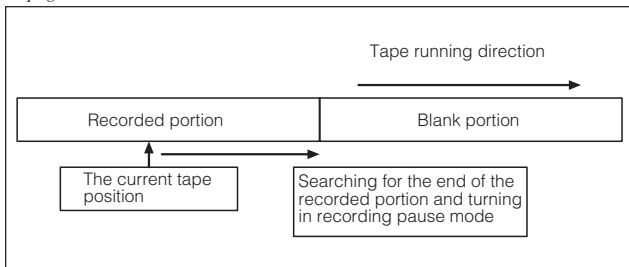 Tape running direction
Recorded portion
Blank portion
The current tape
position
Searching for the end of the
recorded portion and turning
in recording pause mode